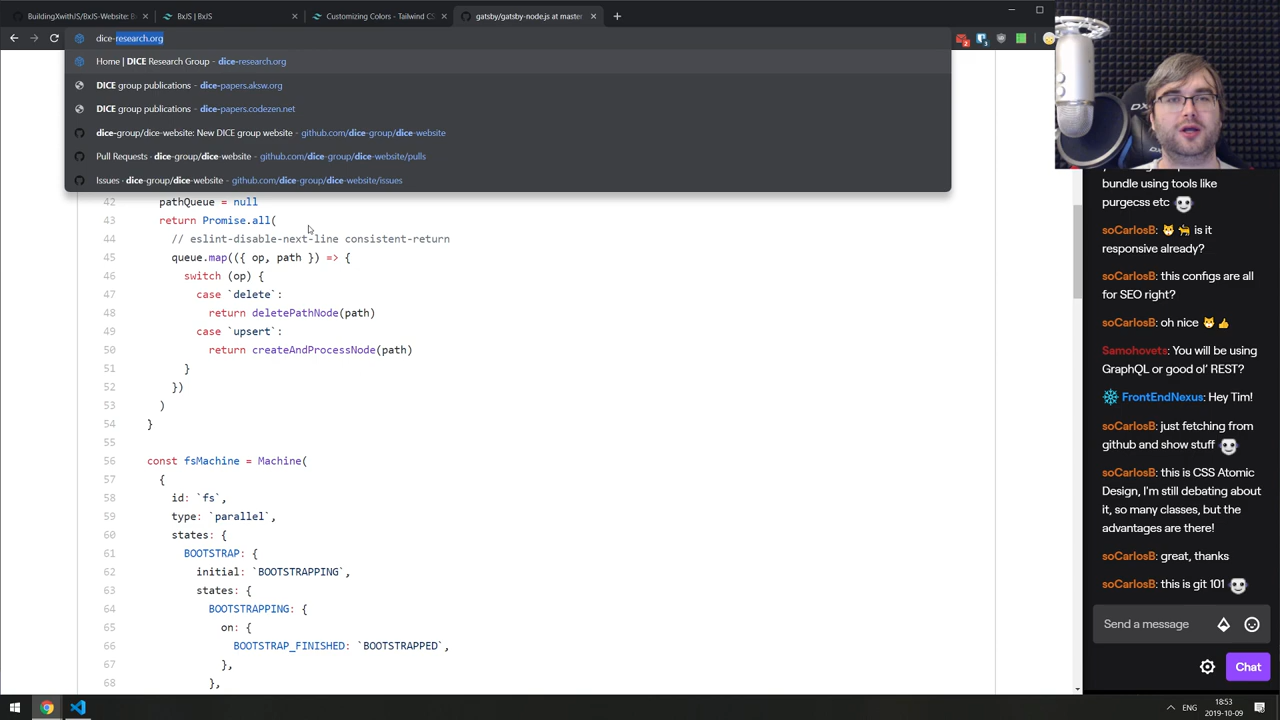 BuildingXwithJS/BxJS-Website: B
BxJS | BxJS
Customizing Colors - Tailwind CS
gatsby/gatsby-node.js at master
dice-research.org
Home | DICE Research Group - dice-research.org
DICE group publications - dice-papers.aksw.org
DICE group publications - dice-papers.codezen.net
dice-group/dice-website: New DICE group website - github.com/dice-group/dice-website
Pull Requests · dice-group/dice-website - github.com/dice-group/dice-website/pulls
Issues · dice-group/dice-website - github.com/dice-group/dice-website/issues
42 pathQueue = null
43 return Promise.all(
44 // eslint-disable-next-line consistent-return
45 queue.map(({ op, path }) => {
46 switch (op) {
47 case `delete`:
48 return deletePathNode(path)
49 case `upsert`:
50 return createAndProcessNode(path)
51 }
52 })
53 )
54 }
55
56 const fsMachine = Machine(
57 {
58 id: `fs`,
59 type: `parallel`,
60 states: {
61 BOOTSTRAP: {
62 initial: `BOOTSTRAPPING`,
63 states: {
64 BOOTSTRAPPING: {
65 on: {
66 BOOTSTRAP_FINISHED: `BOOTSTRAPPED`,
67 },
68 },
bundle using tools like
purgecss etc
soCarlosB: 🐱 🐈 is it
responsive already?
soCarlosB: this configs are all
for SEO right?
soCarlosB: oh nice 🐱 👍
Samohovets: You will be using
GraphQL or good ol' REST?
FrontEndNexus: Hey Tim!
soCarlosB: just fetching from
github and show stuff
soCarlosB: this is CSS Atomic
Design, I'm still debating about
it, so many classes, but the
advantages are there!
soCarlosB: great, thanks
soCarlosB: this is git 101
Send a message
Chat
ENG
18:53
2019-10-09